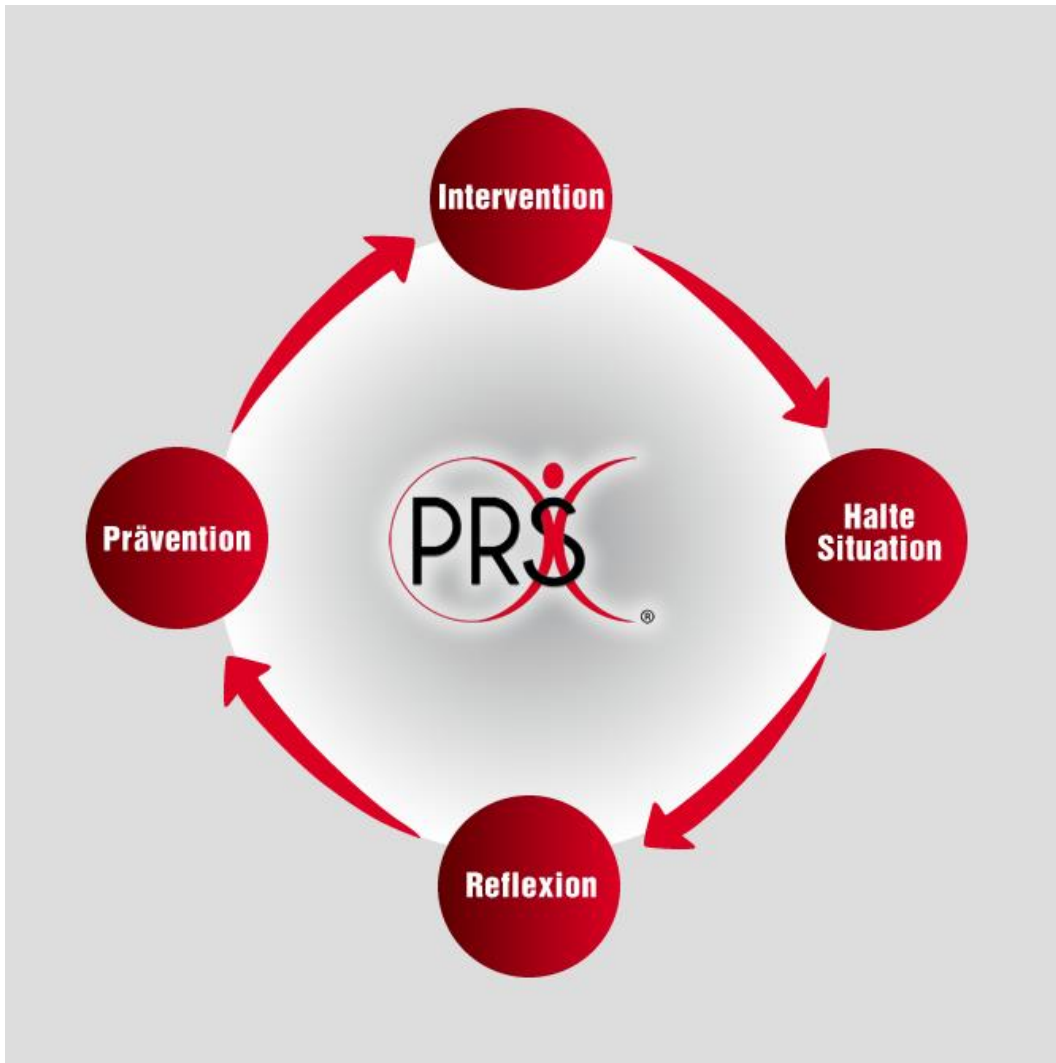 Intervention
Prävention
PRS
®
Halte
Situation
Reflexion